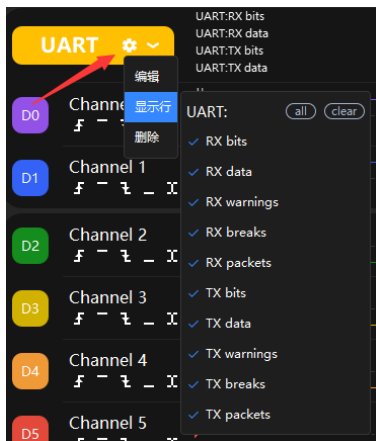 UART:RX bits
UART:RX data
UART:TX bits
UART:TX data
UART
编辑
显示行
删除
UART:
all
clear
RX bits
RX data
RX warnings
RX breaks
RX packets
TX bits
TX data
TX warnings
TX breaks
TX packets
D0
D1
Channel 1
D2
Channel 2
D3
Channel 3
D4
Channel 4
D5
Channel 5